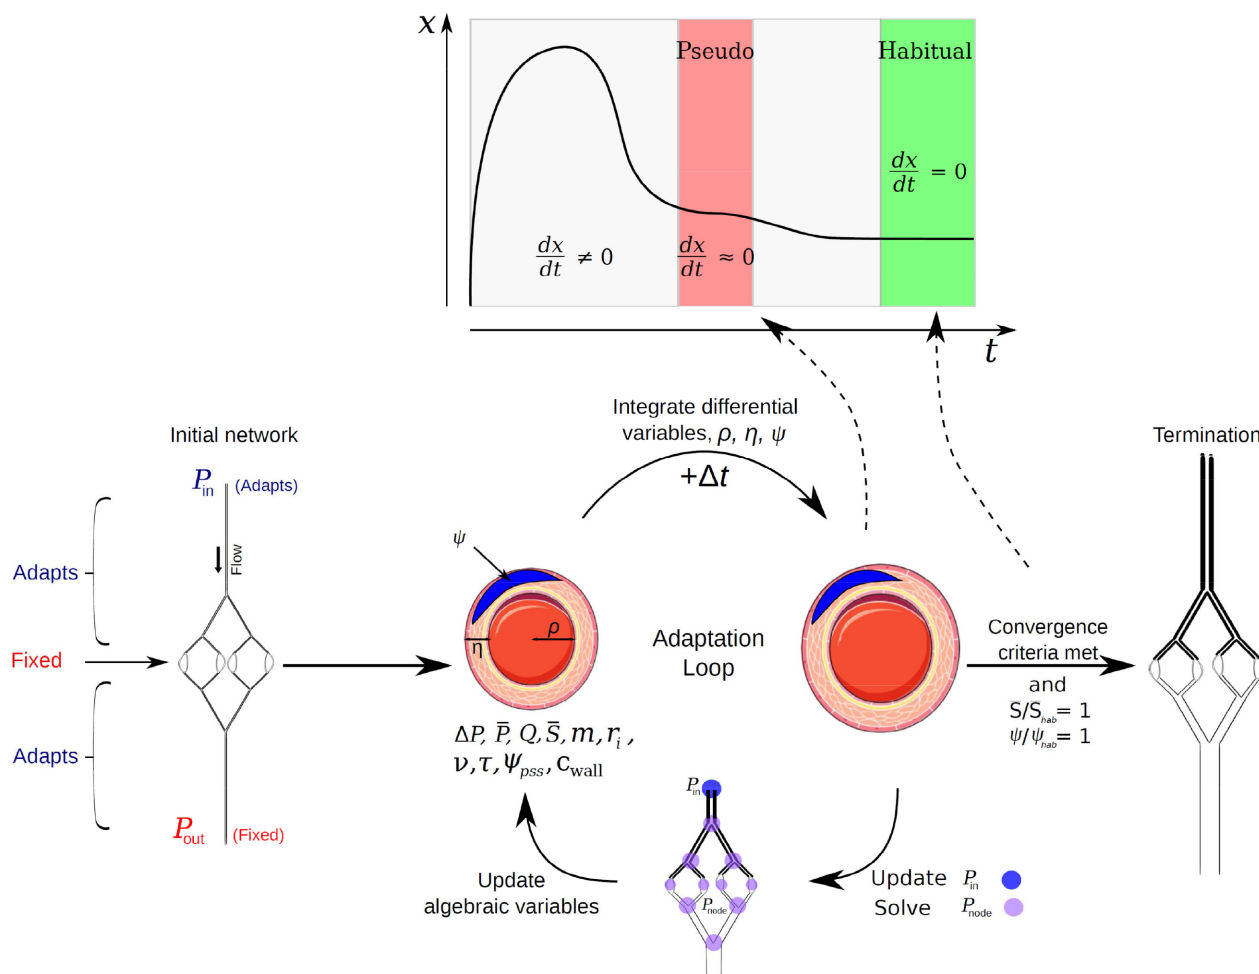 x
Pseudo
Habitual
dx/dt = 0
dx/dt ≠ 0
dx/dt ≈ 0
t
Initial network
P_in (Adapts)
Adapts
Flow
Fixed
Adapts
P_out (Fixed)
Integrate differential
variables, ρ, η, ψ
+Δt
ψ
η
ρ
Adaptation
Loop
ΔP, P̄, Q, S̄, m, r_i,
ν, τ, ψ_pss, c_wall
Update
algebraic variables
P_in
P_node
Update P_in
Solve P_node
Convergence
criteria met
and
S/S_hab = 1
ψ/ψ_hab = 1
Termination